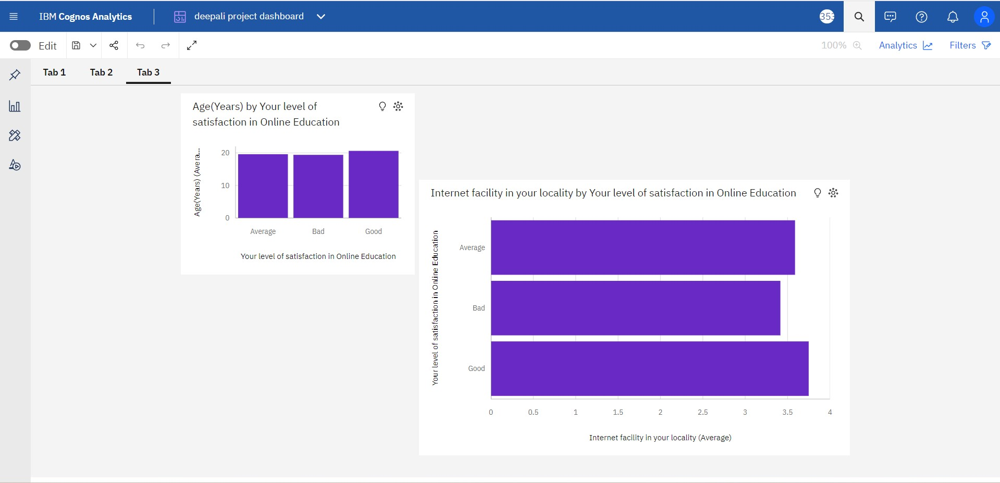 IBM Cognos Analytics
deepali project dashboard
353
Edit
100%
Analytics
Filters
Tab 1
Tab 2
Tab 3
Age(Years) by Your level of
satisfaction in Online Education
Age(Years) (Avera...
20
10
0
Average
Bad
Good
Your level of satisfaction in Online Education
Internet facility in your locality by Your level of satisfaction in Online Education
Your level of satisfaction in Online Education
Average
Bad
Good
0
0.5
1
1.5
2
2.5
3
3.5
4
Internet facility in your locality (Average)